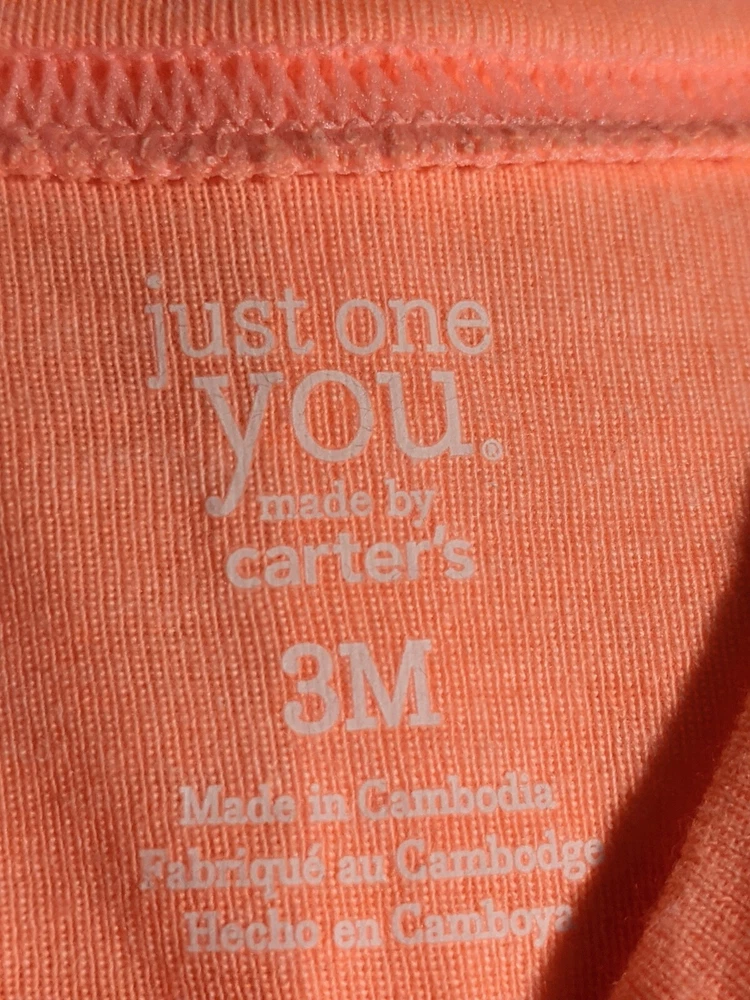 just one
you.®
made by
carter's
3M
Made in Cambodia
Fabriqué au Cambodge
Hecho en Camboya